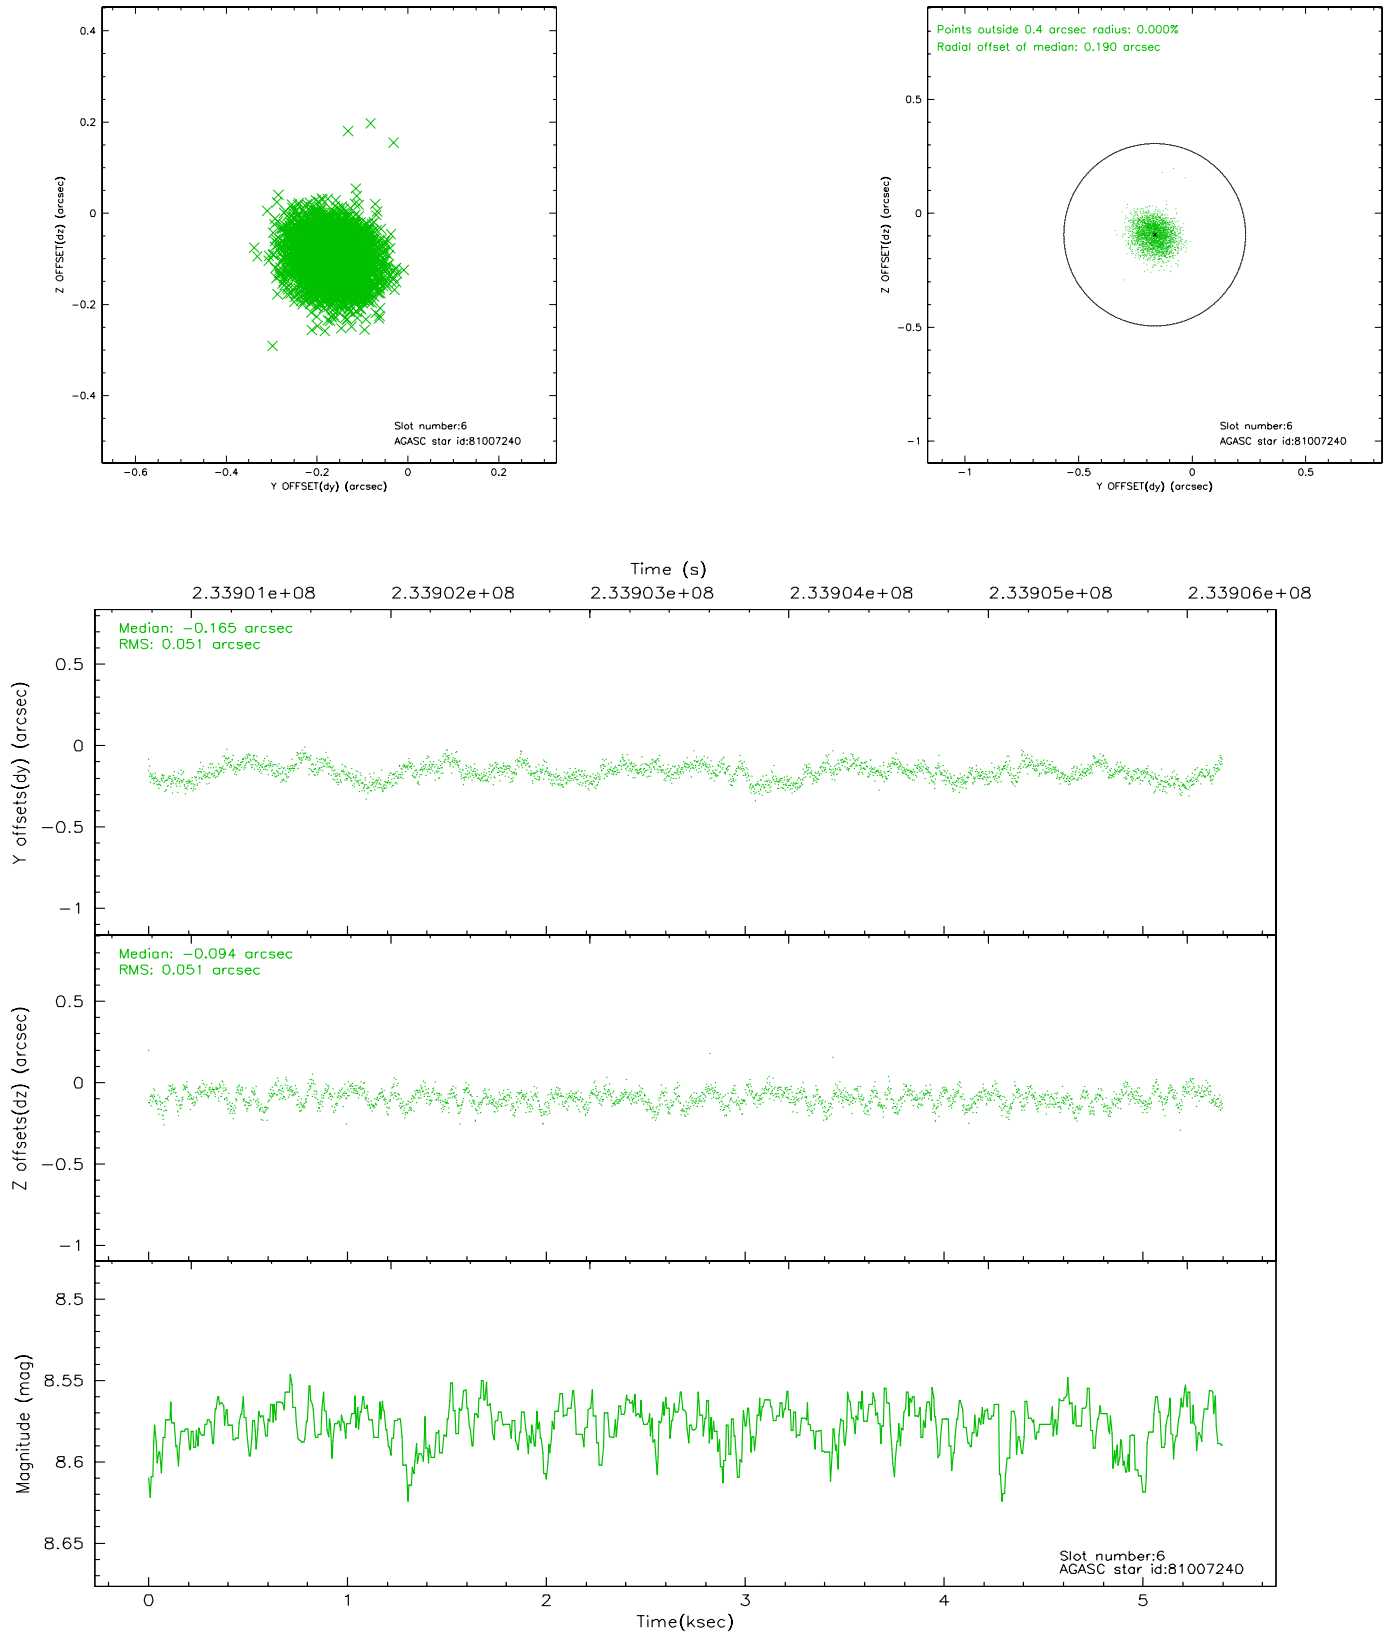 0.4
0.2
0
−0.2
−0.4
Z OFFSET(dz) (arcsec)
Slot number:6
AGASC star id:81007240
−0.6
−0.4
−0.2
0
0.2
Y OFFSET(dy) (arcsec)
Points outside 0.4 arcsec radius: 0.000%
Radial offset of median: 0.190 arcsec
0.5
0
−0.5
−1
Z OFFSET(dz) (arcsec)
Slot number:6
AGASC star id:81007240
−1
−0.5
0
0.5
Y OFFSET(dy) (arcsec)
Time (s)
2.33901e+08
2.33902e+08
2.33903e+08
2.33904e+08
2.33905e+08
2.33906e+08
Median: −0.165 arcsec
RMS: 0.051 arcsec
0.5
0
−0.5
−1
Y offsets(dy) (arcsec)
Median: −0.094 arcsec
RMS: 0.051 arcsec
0.5
0
−0.5
−1
Z offsets(dz) (arcsec)
8.5
8.55
8.6
8.65
Magnitude (mag)
Slot number:6
AGASC star id:81007240
0
1
2
3
4
5
Time(ksec)